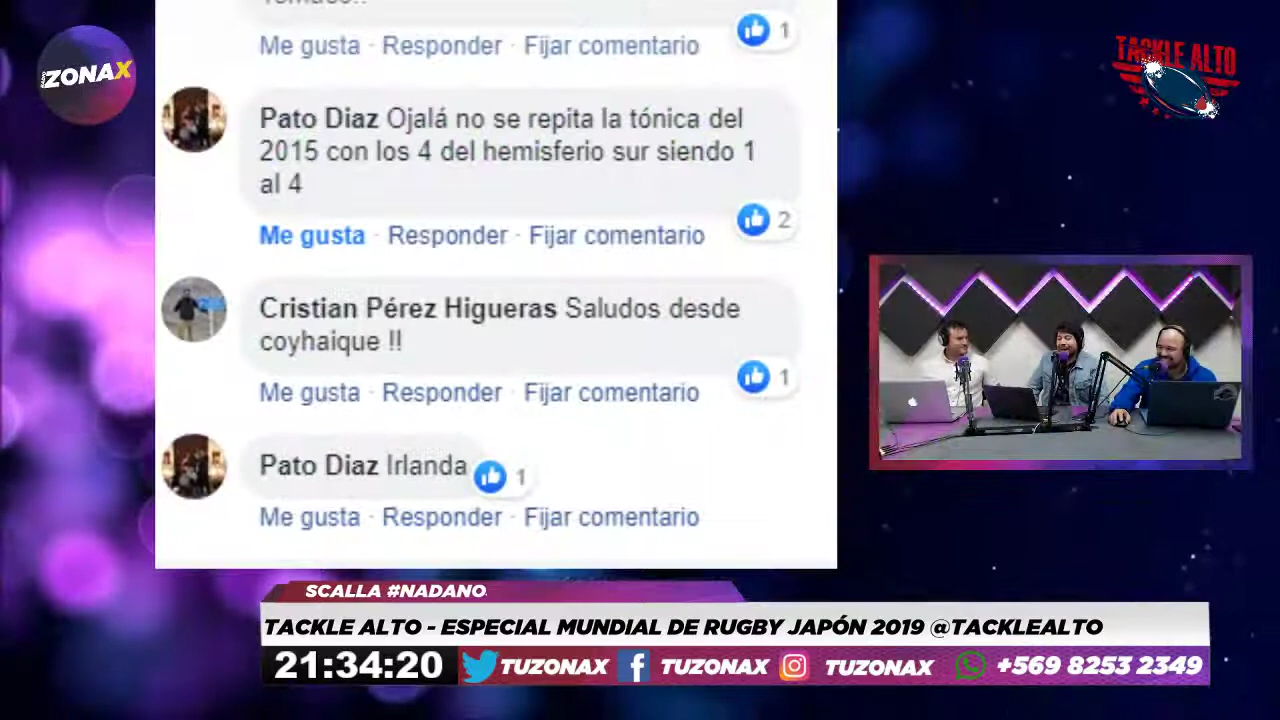 Me gusta · Responder · Fijar comentario
1
ZONAX
TACKLE ALTO
Pato Diaz Ojalá no se repita la tónica del
2015 con los 4 del hemisferio sur siendo 1
al 4
2
Me gusta · Responder · Fijar comentario
Cristian Pérez Higueras Saludos desde
coyhaique !!
1
Me gusta · Responder · Fijar comentario
Pato Diaz Irlanda
1
Me gusta · Responder · Fijar comentario
SCALLA #NADANO
TACKLE ALTO - ESPECIAL MUNDIAL DE RUGBY JAPÓN 2019 @TACKLEALTO
21:34:20 TUZONAX TUZONAX TUZONAX +569 8253 2349